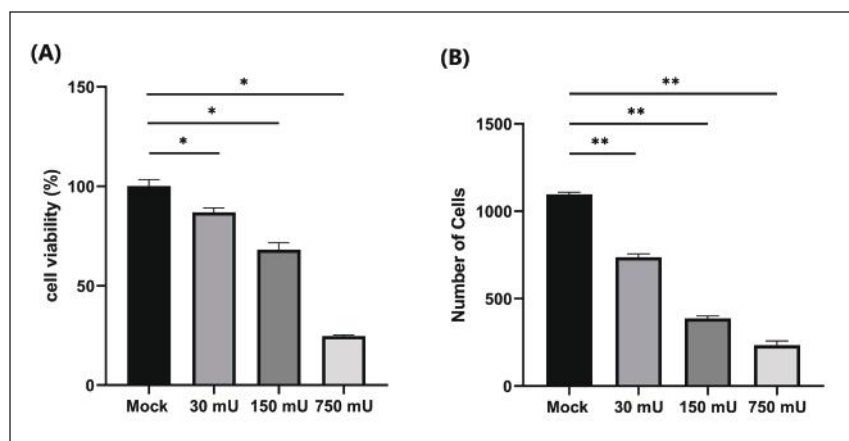 (A)
cell viability (%)
150
100
50
0
*
*
*
Mock 30 mU 150 mU 750 mU
(B)
Number of Cells
1500
1000
500
0
**
**
**
Mock 30 mU 150 mU 750 mU